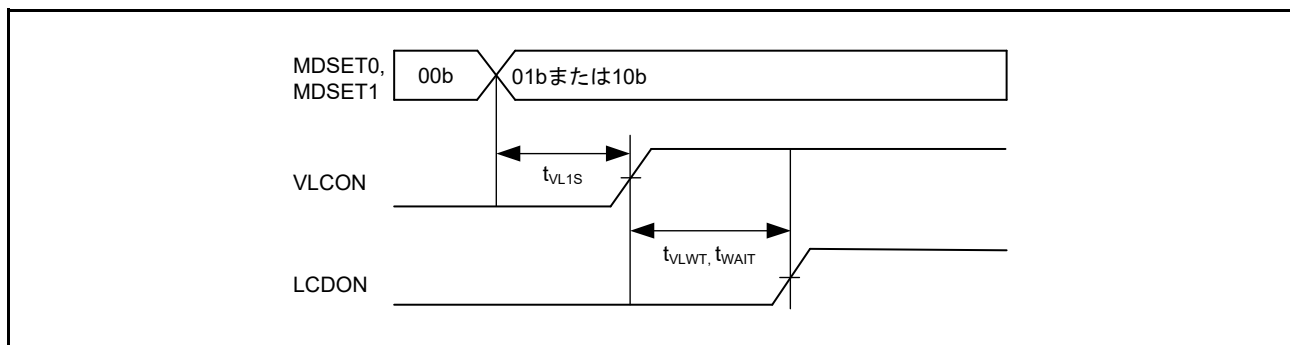 MDSET0,
MDSET1
00b
01bまたは10b
VLCON
tVL1S
tVLWT, tWAIT
LCDON